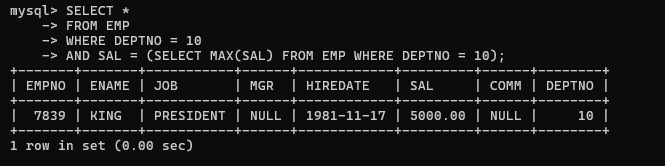 mysql> SELECT *
    -> FROM EMP
    -> WHERE DEPTNO = 10
    -> AND SAL = (SELECT MAX(SAL) FROM EMP WHERE DEPTNO = 10);
+-------+-------+-----------+------+------------+---------+------+--------+
| EMPNO | ENAME | JOB       | MGR  | HIREDATE   | SAL     | COMM | DEPTNO |
+-------+-------+-----------+------+------------+---------+------+--------+
|  7839 | KING  | PRESIDENT | NULL | 1981-11-17 | 5000.00 | NULL |     10 |
+-------+-------+-----------+------+------------+---------+------+--------+
1 row in set (0.00 sec)